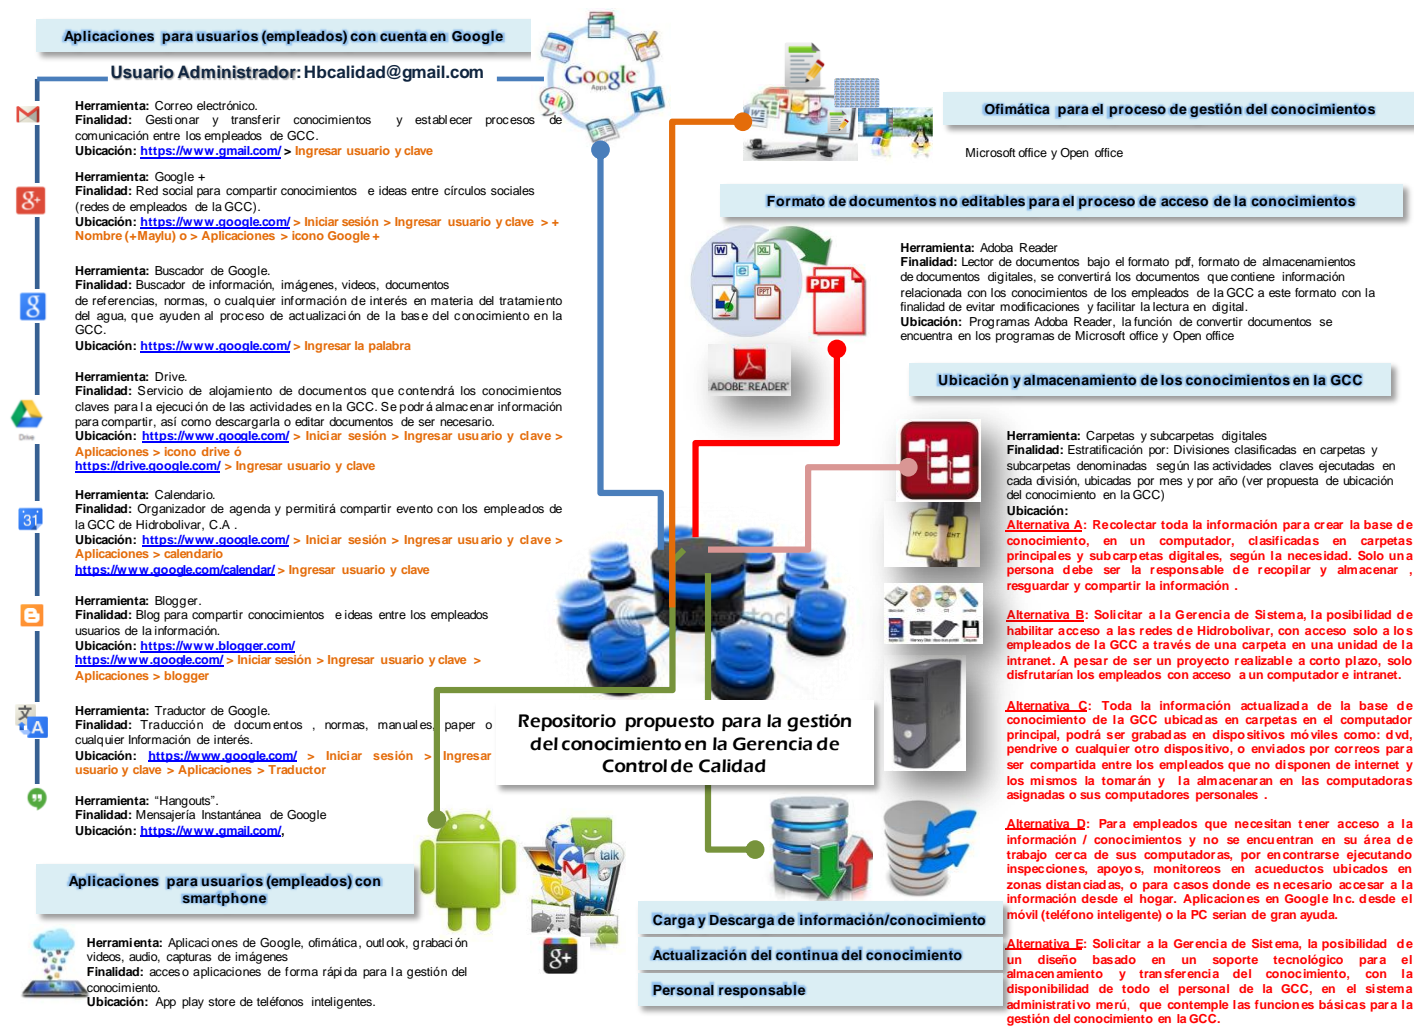 Aplicaciones para usuarios (empleados) con cuenta en Google
Usuario Administrador: Hbcalidad@gmail.com
Herramienta: Correo electrónico.
Finalidad: Gestionar y transferir conocimientos y establecer procesos de
comunicación entre los empleados de GCC.
Ubicación: https://www.gmail.com/ > Ingresar usuario y clave
Herramienta: Google +
Finalidad: Red social para compartir conocimientos e ideas entre círculos sociales
(redes de empleados de la GCC).
Ubicación: https://www.google.com/ > Iniciar sesión > Ingresar usuario y clave > +
Nombre (+Maylu) o > Aplicaciones > icono Google +
Herramienta: Buscador de Google.
Finalidad: Buscador de información, imágenes, videos, documentos
de referencias, normas, o cualquier información de interés en materia del tratamiento
del agua, que ayuden al proceso de actualización de la base del conocimiento en la
GCC.
Ubicación: https://www.google.com/ > Ingresar la palabra
Herramienta: Drive.
Finalidad: Servicio de alojamiento de documentos que contendrá los conocimientos
claves para la ejecución de las actividades en la GCC. Se podrá almacenar información
para compartir, así como descargarla o editar documentos de ser necesario.
Ubicación: https://www.google.com/ > Iniciar sesión > Ingresar usuario y clave >
Aplicaciones > icono drive ó
https://drive.google.com/ > Ingresar usuario y clave
Drive
Herramienta: Calendario.
Finalidad: Organizador de agenda y permitirá compartir evento con los empleados de
la GCC de Hidrobolivar, C.A .
Ubicación: https://www.google.com/ > Iniciar sesión > Ingresar usuario y clave >
Aplicaciones > calendario
https://www.google.com/calendar/ > Ingresar usuario y clave
31
Herramienta: Blogger.
Finalidad: Blog para compartir conocimientos e ideas entre los empleados
usuarios de la información.
Ubicación: https://www.blogger.com/
https://www.google.com/ > Iniciar sesión > Ingresar usuario y clave >
Aplicaciones > blogger
Herramienta: Traductor de Google.
Finalidad: Traducción de documentos , normas, manuales, paper o
cualquier Información de interés.
Ubicación: https://www.google.com/ > Iniciar sesión > Ingresar
usuario y clave > Aplicaciones > Traductor
文 A
Herramienta: "Hangouts".
Finalidad: Mensajería Instantánea de Google
Ubicación: https://www.gmail.com/,
Aplicaciones para usuarios (empleados) con
smartphone
Herramienta: Aplicaciones de Google, ofimática, outlook, grabación
videos, audio, capturas de imágenes
Finalidad: acceso aplicaciones de forma rápida para la gestión del
conocimiento.
Ubicación: App play store de teléfonos inteligentes.
Google
Apps
talk
g+
g
Repositorio propuesto para la gestión
del conocimiento en la Gerencia de
Control de Calidad
talk
g+
Carga y Descarga de información/conocimiento
Actualización del continua del conocimiento
Personal responsable
Ofimática para el proceso de gestión del conocimientos
Microsoft office y Open office
Formato de documentos no editables para el proceso de acceso de la conocimientos
W
XL
e
PPT
PDF
ADOBE READER
Herramienta: Adoba Reader
Finalidad: Lector de documentos bajo el formato pdf, formato de almacenamientos
de documentos digitales, se convertirá los documentos que contiene información
relacionada con los conocimientos de los empleados de la GCC a este formato con la
finalidad de evitar modificaciones y facilitar la lectura en digital.
Ubicación: Programas Adoba Reader, la función de convertir documentos se
encuentra en los programas de Microsoft office y Open office
Ubicación y almacenamiento de los conocimientos en la GCC
MY DOCUMENT
Herramienta: Carpetas y subcarpetas digitales
Finalidad: Estratificación por: Divisiones clasificadas en carpetas y
subcarpetas denominadas según las actividades claves ejecutadas en
cada división, ubicadas por mes y por año (ver propuesta de ubicación
del conocimiento en la GCC)
Ubicación:
Alternativa A: Recolectar toda la información para crear la base de
conocimiento, en un computador, clasificadas en carpetas
principales y subcarpetas digitales, según la necesidad. Solo una
persona debe ser la responsable de recopilar y almacenar ,
resguardar y compartir la información .
Alternativa B: Solicitar a la Gerencia de Sistema, la posibilidad de
habilitar acceso a las redes de Hidrobolivar, con acceso solo a los
empleados de la GCC a través de una carpeta en una unidad de la
intranet. A pesar de ser un proyecto realizable a corto plazo, solo
disfrutarían los empleados con acceso a un computador e intranet.
Alternativa C: Toda la información actualizada de la base de
conocimiento de la GCC ubicadas en carpetas en el computador
principal, podrá ser grabadas en dispositivos móviles como: dvd,
pendrive o cualquier otro dispositivo, o enviados por correos para
ser compartida entre los empleados que no disponen de internet y
los mismos la tomarán y la almacenaran en las computadoras
asignadas o sus computadores personales .
Alternativa D: Para empleados que necesitan tener acceso a la
información / conocimientos y no se encuentran en su área de
trabajo cerca de sus computadoras, por encontrarse ejecutando
inspecciones, apoyos, monitoreos en acueductos ubicados en
zonas distanciadas, o para casos donde es necesario accesar a la
información desde el hogar. Aplicaciones en Google Inc. desde el
móvil (teléfono inteligente) o la PC serian de gran ayuda.
Alternativa E: Solicitar a la Gerencia de Sistema, la posibilidad de
un diseño basado en un soporte tecnológico para el
almacenamiento y transferencia del conocimiento, con la
disponibilidad de todo el personal de la GCC, en el sistema
administrativo merú, que contemple las funciones básicas para la
gestión del conocimiento en la GCC.